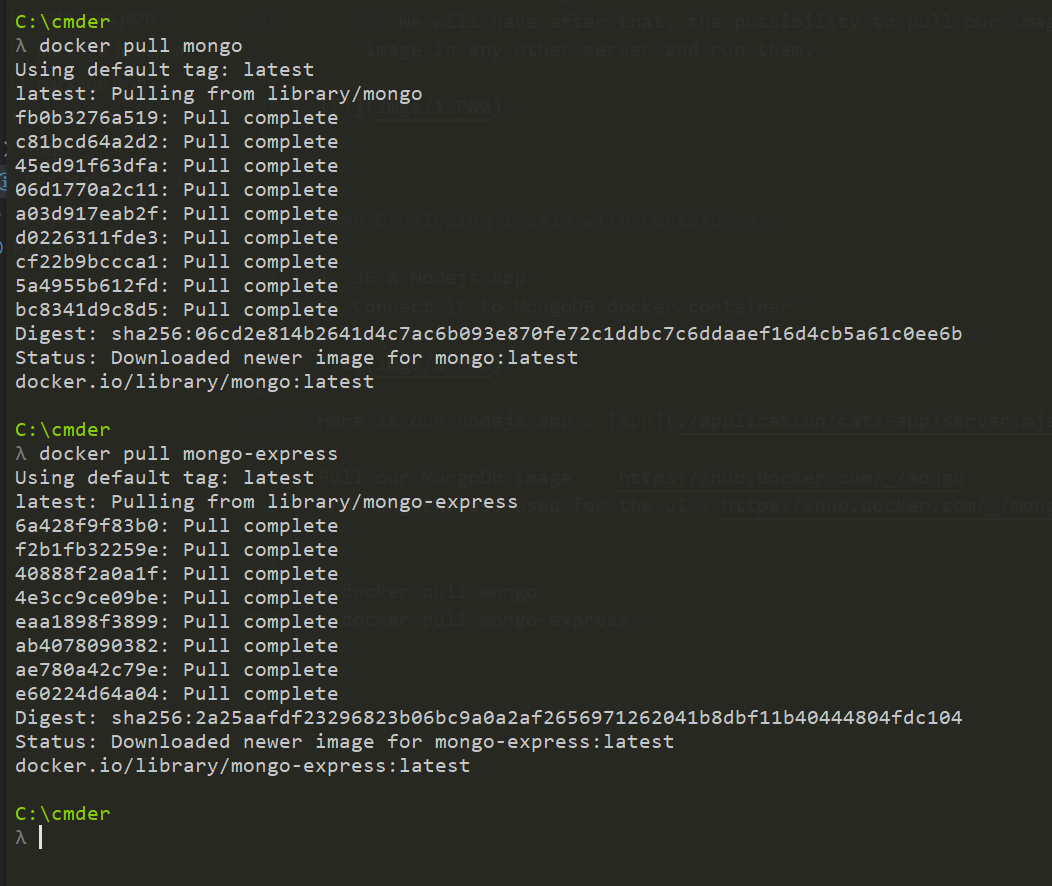 C:\cmder
λ docker pull mongo
Using default tag: latest
latest: Pulling from library/mongo
fb0b3276a519: Pull complete
c81bcd64a2d2: Pull complete
45ed91f63dfa: Pull complete
06d1770a2c11: Pull complete
a03d917eab2f: Pull complete
d0226311fde3: Pull complete
cf22b9bccca1: Pull complete
5a4955b612fd: Pull complete
bc8341d9c8d5: Pull complete
Digest: sha256:06cd2e814b2641d4c7ac6b093e870fe72c1ddbc7c6ddaaef16d4cb5a61c0ee6b
Status: Downloaded newer image for mongo:latest
docker.io/library/mongo:latest
C:\cmder
λ docker pull mongo-express
Using default tag: latest
latest: Pulling from library/mongo-express
6a428f9f83b0: Pull complete
f2b1fb32259e: Pull complete
40888f2a0a1f: Pull complete
4e3cc9ce09be: Pull complete
eaa1898f3899: Pull complete
ab4078090382: Pull complete
ae780a42c79e: Pull complete
e60224d64a04: Pull complete
Digest: sha256:2a25aafdf23296823b06bc9a0a2af2656971262041b8dbf11b40444804fdc104
Status: Downloaded newer image for mongo-express:latest
docker.io/library/mongo-express:latest
C:\cmder
λ